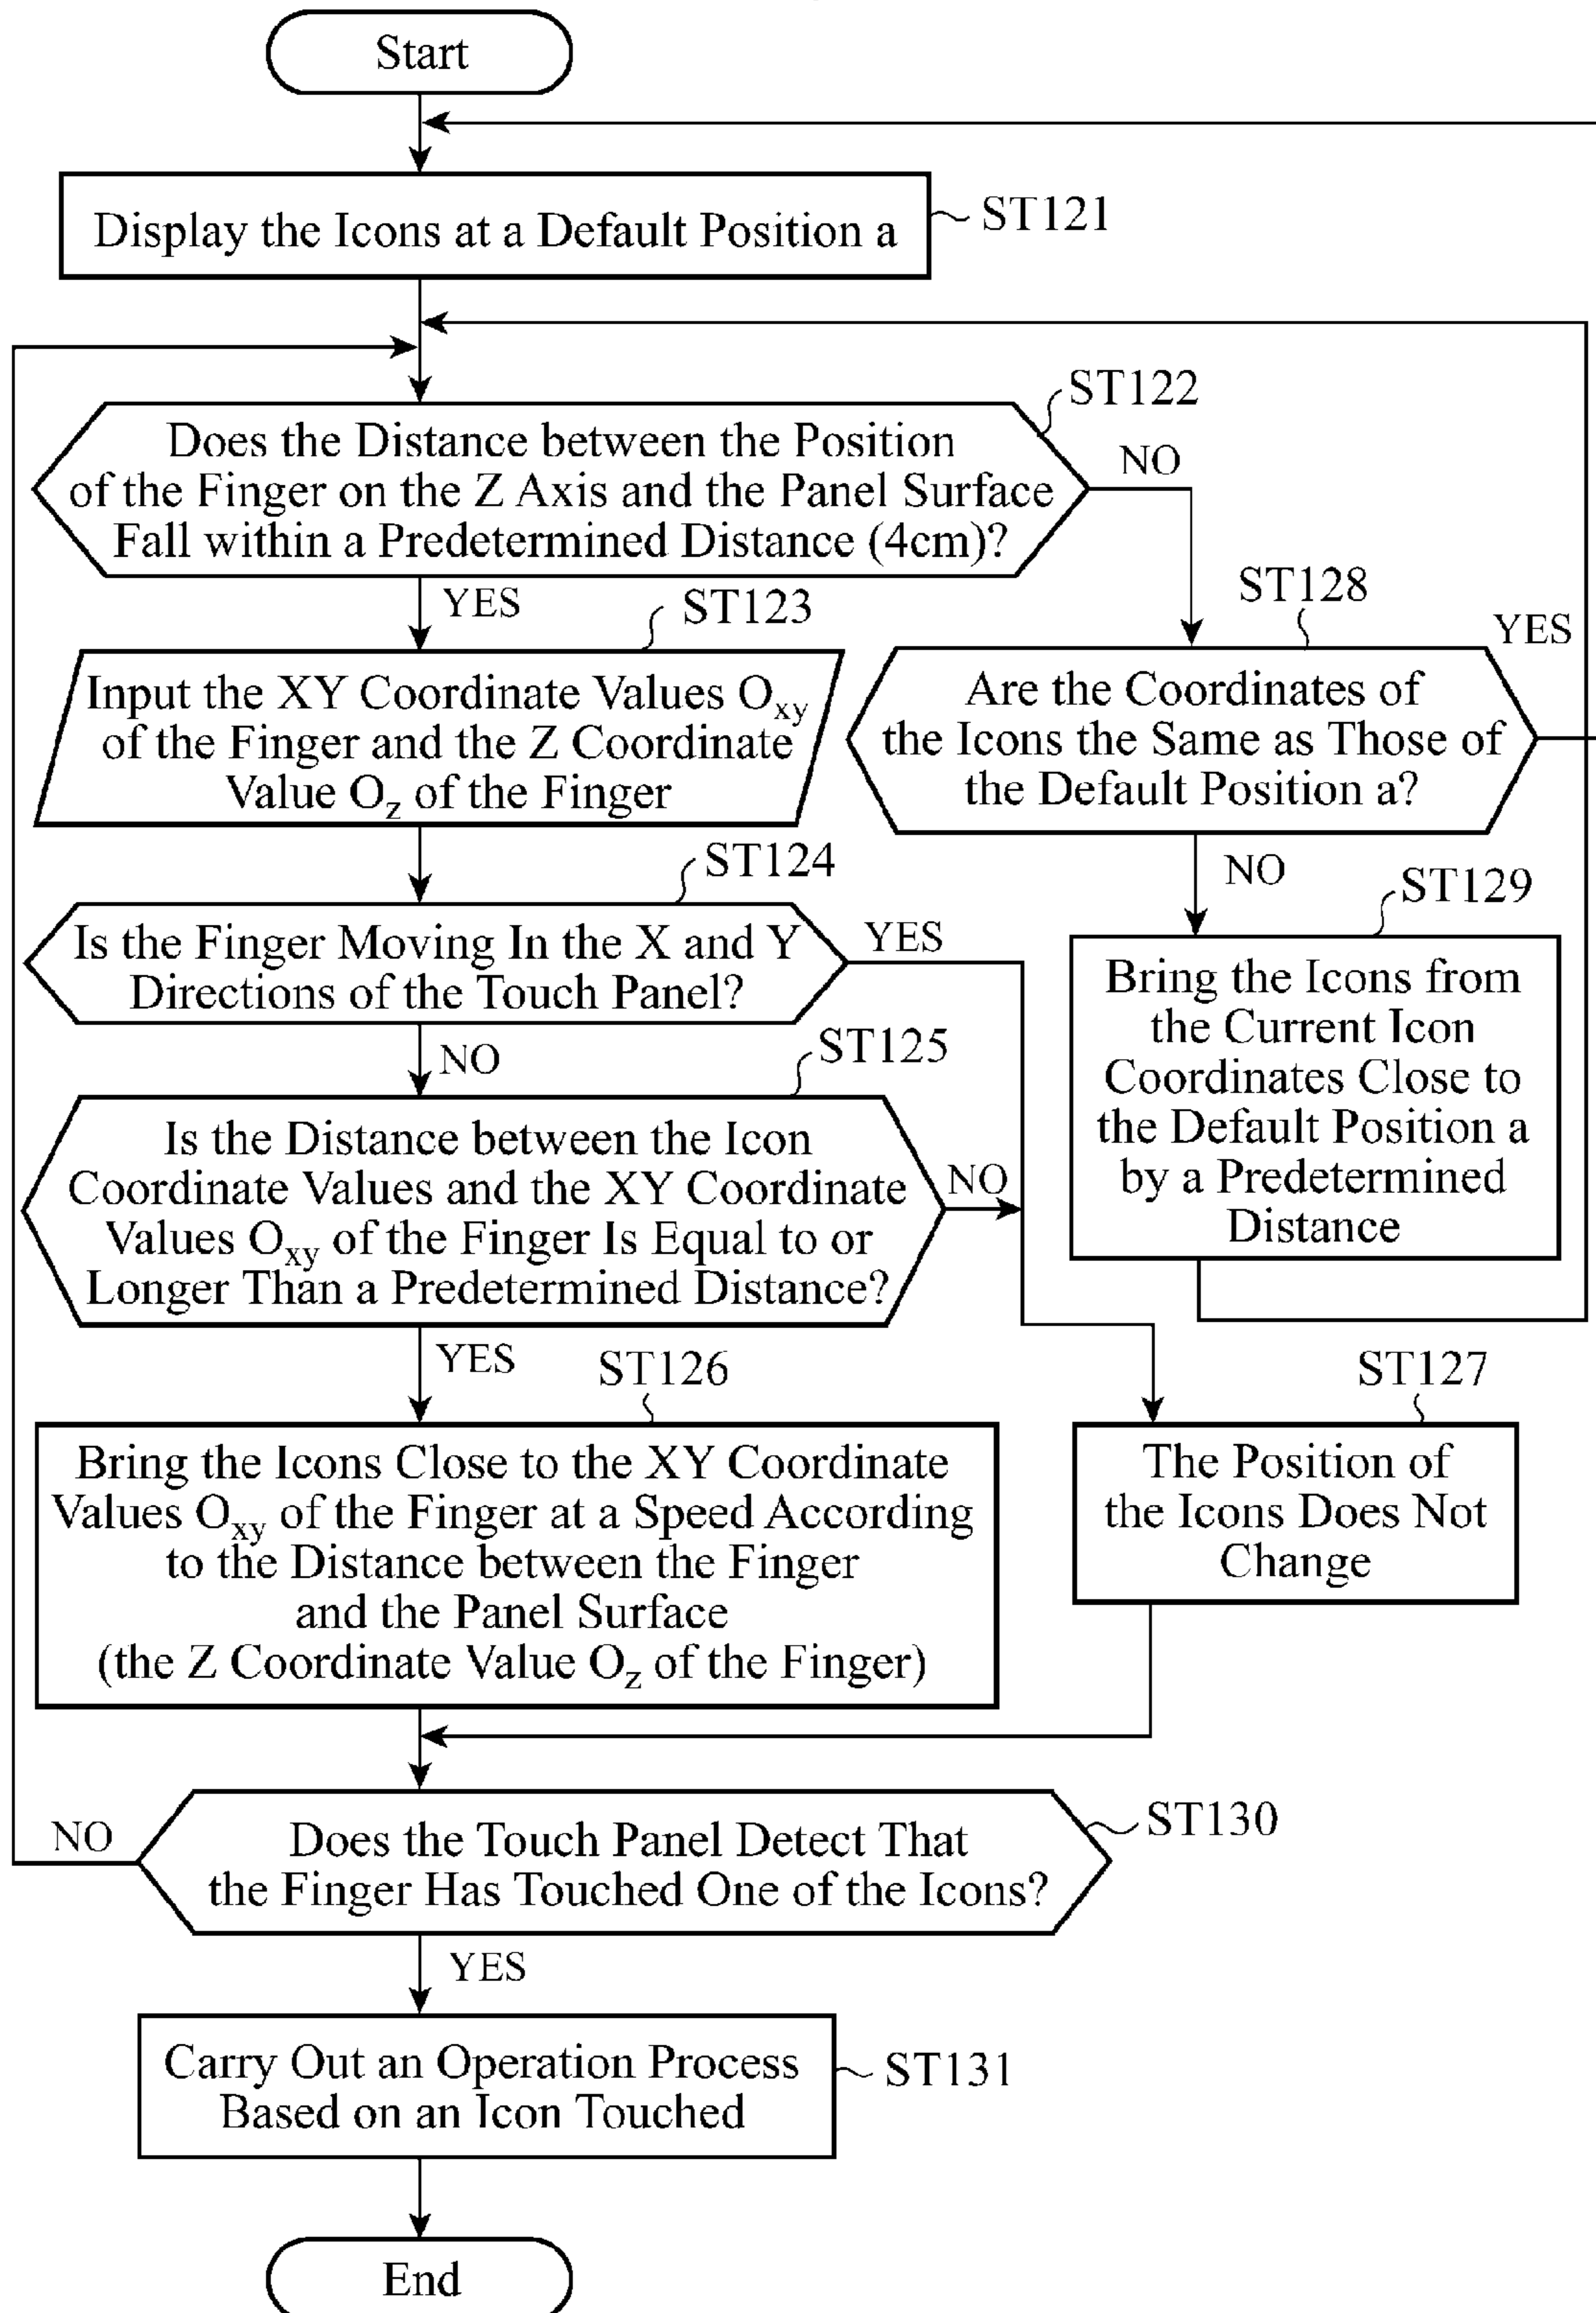 Start
Display the Icons at a Default Position a
ST121
ST122
Does the Distance between the Position
of the Finger on the Z Axis and the Panel Surface
Fall within a Predetermined Distance (4cm)?
NO
YES
ST123
Input the XY Coordinate Values Oxy
of the Finger and the Z Coordinate
Value Oz of the Finger
ST128
YES
Are the Coordinates of
the Icons the Same as Those of
the Default Position a?
NO
ST124
Is the Finger Moving In the X and Y
Directions of the Touch Panel?
YES
NO
ST129
Bring the Icons from
the Current Icon
Coordinates Close to
the Default Position a
by a Predetermined
Distance
ST125
Is the Distance between the Icon
Coordinate Values and the XY Coordinate
Values Oxy of the Finger Is Equal to or
Longer Than a Predetermined Distance?
NO
YES
ST126
Bring the Icons Close to the XY Coordinate
Values Oxy of the Finger at a Speed According
to the Distance between the Finger
and the Panel Surface
(the Z Coordinate Value Oz of the Finger)
ST127
The Position of
the Icons Does Not
Change
NO
Does the Touch Panel Detect That
the Finger Has Touched One of the Icons?
ST130
YES
Carry Out an Operation Process
Based on an Icon Touched
ST131
End